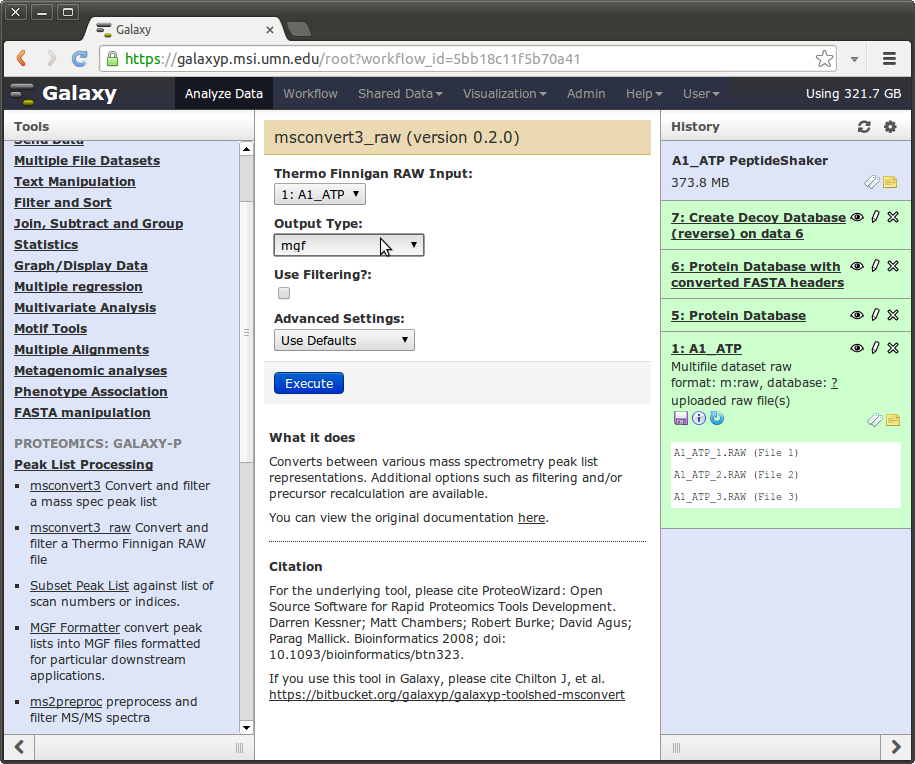 Galaxy
https://galaxyp.msi.umn.edu/root?workflow_id=5bb18c11f5b70a41
Galaxy
Analyze Data
Workflow
Shared Data
Visualization
Admin
Help
User
Using 321.7 GB
Tools
Send Data
Multiple File Datasets
Text Manipulation
Filter and Sort
Join, Subtract and Group
Statistics
Graph/Display Data
Multiple regression
Multivariate Analysis
Motif Tools
Multiple Alignments
Metagenomic analyses
Phenotype Association
FASTA manipulation
PROTEOMICS: GALAXY-P
Peak List Processing
msconvert3 Convert and filter
a mass spec peak list
msconvert3_raw Convert and
filter a Thermo Finnigan RAW
file
Subset Peak List against list of
scan numbers or indices.
MGF Formatter convert peak
lists into MGF files formatted
for particular downstream
applications.
ms2preproc preprocess and
filter MS/MS spectra
msconvert3_raw (version 0.2.0)
Thermo Finnigan RAW Input:
1: A1_ATP
Output Type:
mgf
Use Filtering?:
Advanced Settings:
Use Defaults
Execute
What it does
Converts between various mass spectrometry peak list
representations. Additional options such as filtering and/or
precursor recalculation are available.
You can view the original documentation here.
Citation
For the underlying tool, please cite ProteoWizard: Open
Source Software for Rapid Proteomics Tools Development.
Darren Kessner; Matt Chambers; Robert Burke; David Agus;
Parag Mallick. Bioinformatics 2008; doi:
10.1093/bioinformatics/btn323.
If you use this tool in Galaxy, please cite Chilton J, et al.
https://bitbucket.org/galaxyp/galaxyp-toolshed-msconvert
History
A1_ATP PeptideShaker
373.8 MB
7: Create Decoy Database
(reverse) on data 6
6: Protein Database with
converted FASTA headers
5: Protein Database
1: A1_ATP
Multifile dataset raw
format: m:raw, database: ?
uploaded raw file(s)
A1_ATP_1.RAW (File 1)
A1_ATP_2.RAW (File 2)
A1_ATP_3.RAW (File 3)